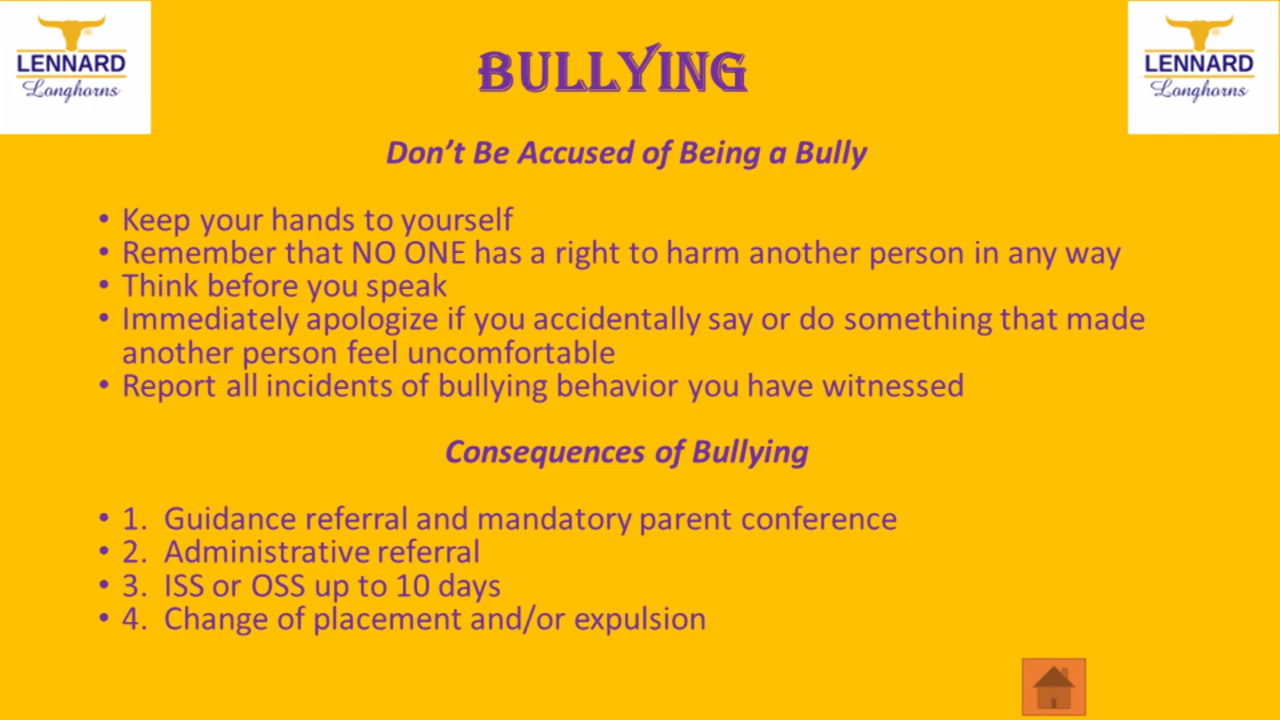 LENNARD
Longhorns
LENNARD
Longhorns
BULLYING
Don't Be Accused of Being a Bully
• Keep your hands to yourself
• Remember that NO ONE has a right to harm another person in any way
• Think before you speak
• Immediately apologize if you accidentally say or do something that made
another person feel uncomfortable
• Report all incidents of bullying behavior you have witnessed
Consequences of Bullying
• 1. Guidance referral and mandatory parent conference
• 2. Administrative referral
• 3. ISS or OSS up to 10 days
• 4. Change of placement and/or expulsion